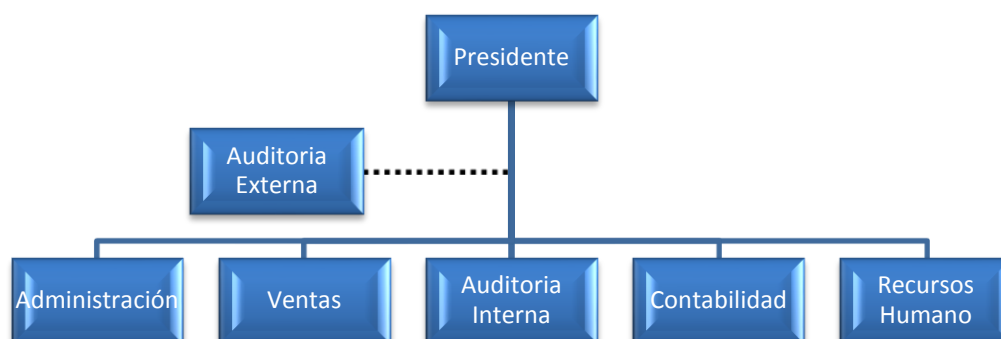 Presidente
Auditoria
Externa
Administración
Ventas
Auditoria
Interna
Contabilidad
Recursos
Humano